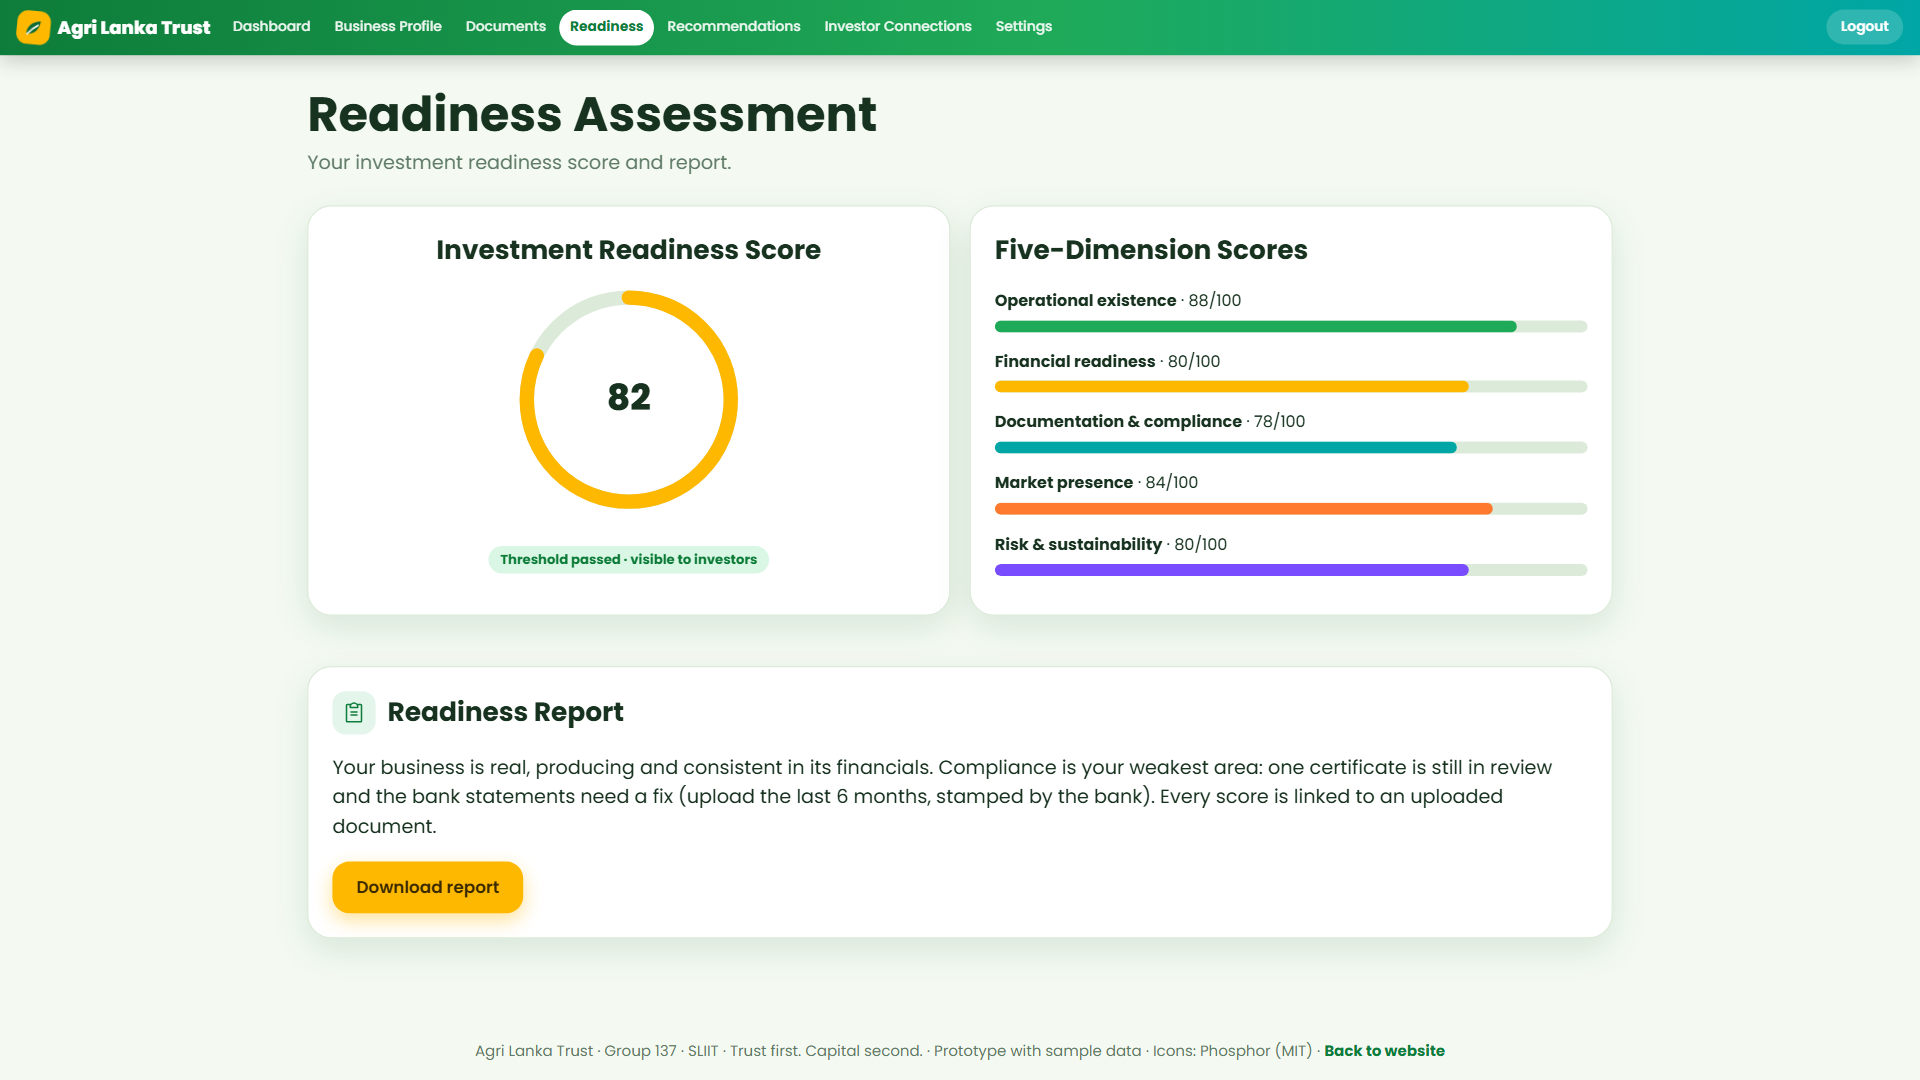 Agri Lanka Trust
Dashboard
Business Profile
Documents
Readiness
Recommendations
Investor Connections
Settings
Logout
Readiness Assessment
Your investment readiness score and report.
Investment Readiness Score
82
Threshold passed · visible to investors
Five-Dimension Scores
Operational existence · 88/100
Financial readiness · 80/100
Documentation & compliance · 78/100
Market presence · 84/100
Risk & sustainability · 80/100
Readiness Report
Your business is real, producing and consistent in its financials. Compliance is your weakest area: one certificate is still in review
and the bank statements need a fix (upload the last 6 months, stamped by the bank). Every score is linked to an uploaded
document.
Download report
Agri Lanka Trust · Group 137 · SLIIT · Trust first. Capital second. · Prototype with sample data · Icons: Phosphor (MIT) · Back to website